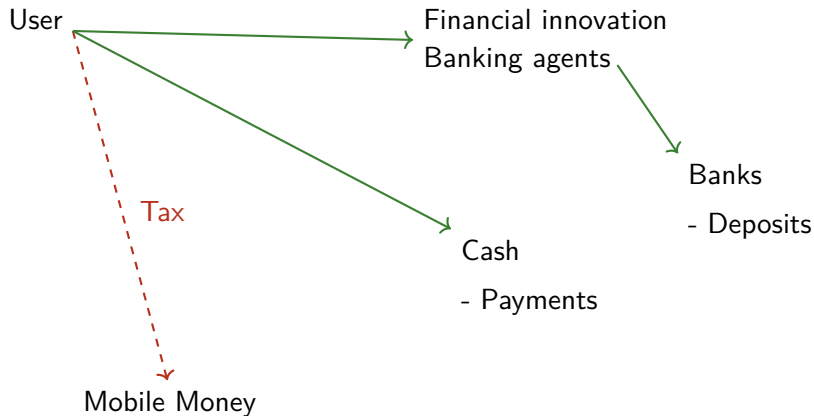 User
Financial innovation
Banking agents
Banks
- Deposits
Tax
Cash
- Payments
Mobile Money